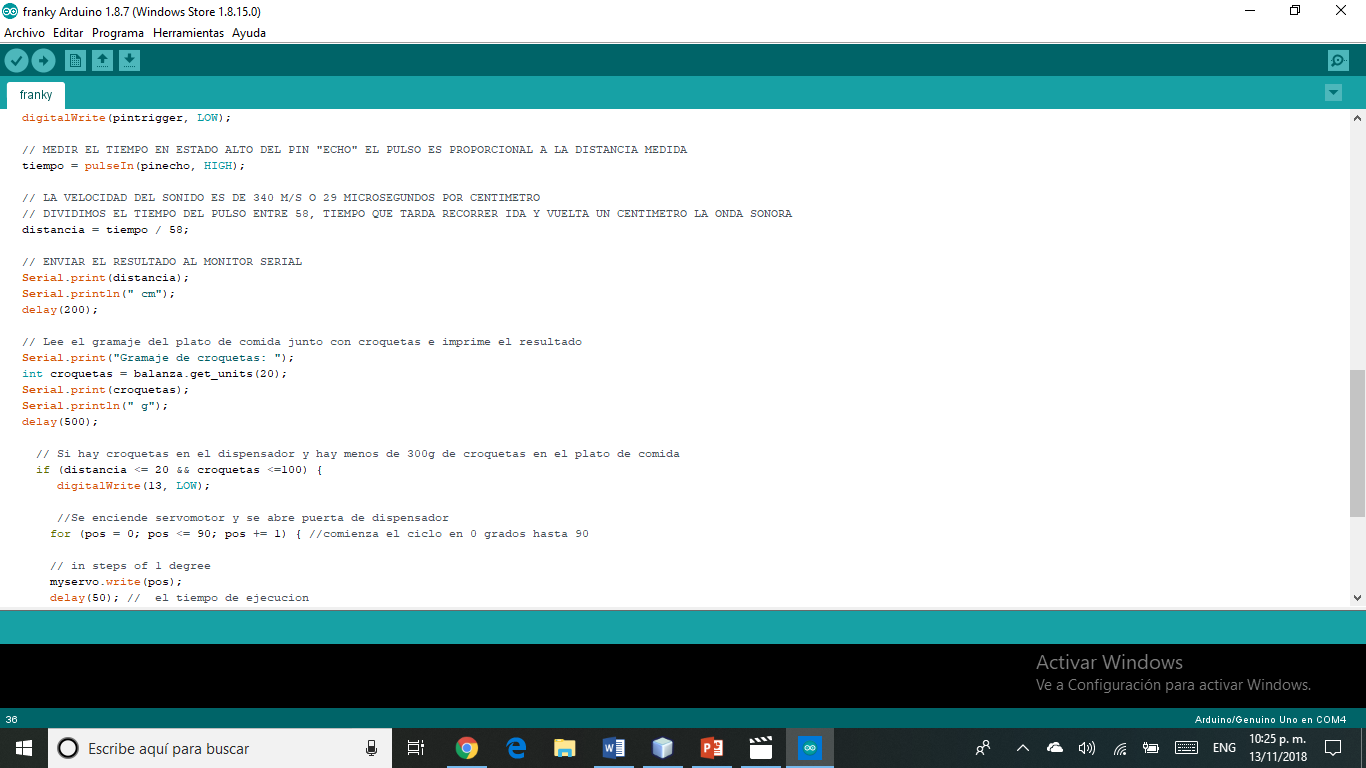 franky Arduino 1.8.7 (Windows Store 1.8.15.0)
Archivo Editar Programa Herramientas Ayuda
franky
digitalWrite(pintrigger, LOW);
// MEDIR EL TIEMPO EN ESTADO ALTO DEL PIN "ECHO" EL PULSO ES PROPORCIONAL A LA DISTANCIA MEDIDA
tiempo = pulseIn(pinecho, HIGH);
// LA VELOCIDAD DEL SONIDO ES DE 340 M/S O 29 MICROSEGUNDOS POR CENTIMETRO
// DIVIDIMOS EL TIEMPO DEL PULSO ENTRE 58, TIEMPO QUE TARDA RECORRER IDA Y VUELTA UN CENTIMETRO LA ONDA SONORA
distancia = tiempo / 58;
// ENVIAR EL RESULTADO AL MONITOR SERIAL
Serial.print(distancia);
Serial.println(" cm");
delay(200);
// Lee el gramaje del plato de comida junto con croquetas e imprime el resultado
Serial.print("Gramaje de croquetas: ");
int croquetas = balanza.get_units(20);
Serial.print(croquetas);
Serial.println(" g");
delay(500);
// Si hay croquetas en el dispensador y hay menos de 300g de croquetas en el plato de comida
if (distancia <= 20 && croquetas <=100) {
digitalWrite(13, LOW);
//Se enciende servomotor y se abre puerta de dispensador
for (pos = 0; pos <= 90; pos += 1) { //comienza el ciclo en 0 grados hasta 90
// in steps of 1 degree
myservo.write(pos);
delay(50); //  el tiempo de ejecucion
Activar Windows
Ve a Configuración para activar Windows.
36
Arduino/Genuino Uno en COM4
Escribe aquí para buscar
ENG
10:25 p. m.
13/11/2018